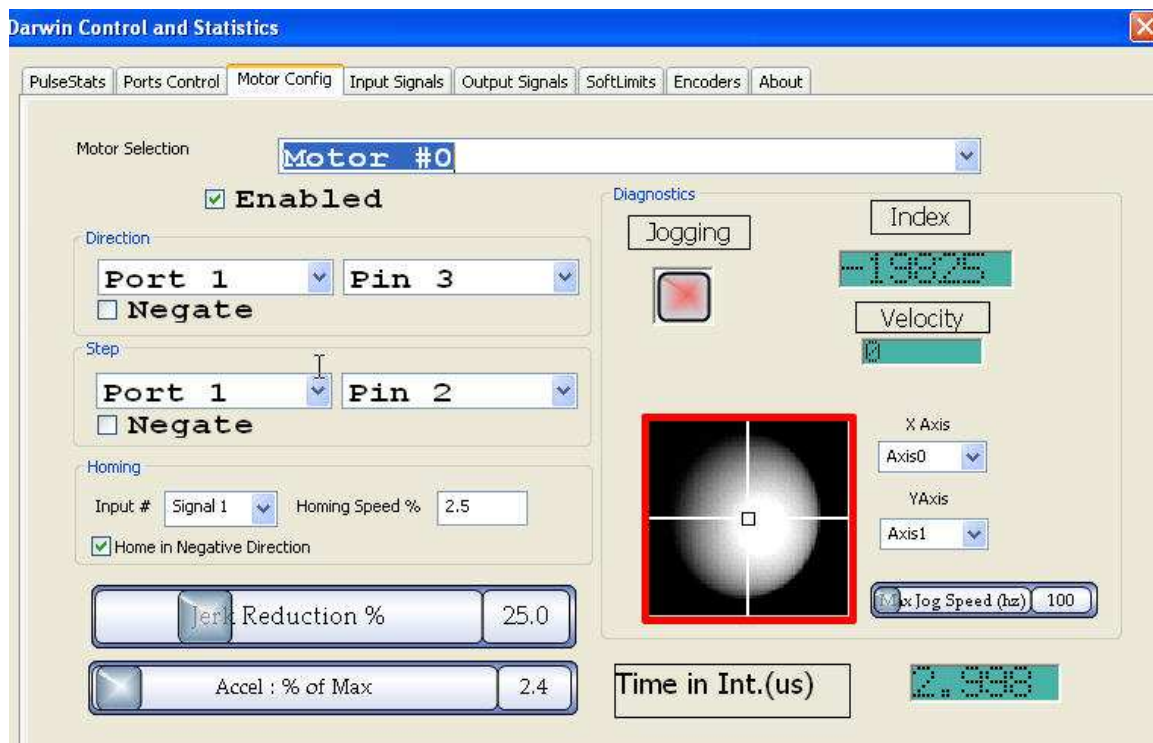 Darwin Control and Statistics
PulseStats Ports Control Motor Config Input Signals Output Signals SoftLimits Encoders About
Motor Selection Motor #0
Enabled
Direction
Port 1 Pin 3
Negate
Step
Port 1 Pin 2
Negate
Homing
Input # Signal 1 Homing Speed % 2.5
Home in Negative Direction
Jerk Reduction % 25.0
Accel : % of Max 2.4
Diagnostics
Jogging
Index
-19825
Velocity
0
X Axis
Axis0
YAxis
Axis1
Max Jog Speed (hz) 100
Time in Int.(us) 2.998